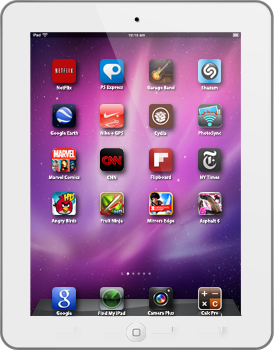 iPad 10:15 AM
NETFLIX
NetFlix PS Express Garage Band Shazam
Google Earth Nike + GPS Cydia PhotoSync
MARVEL CNN F T
Marvel Comics CNN Flipboard NY Times
Angry Birds Fruit Ninja Mirrors Edge Asphalt 6
g
Google Find My iPad Camera Plus Calc Pro